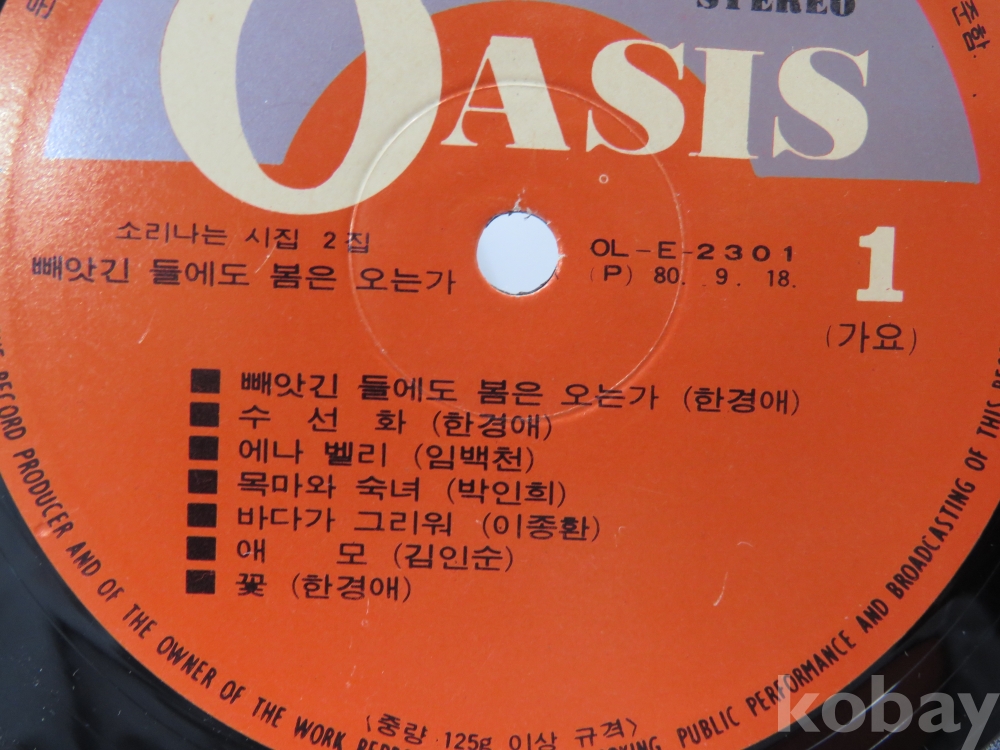 STEREO
OASIS
준함.
소리나는 시집 2집
빼앗긴 들에도 봄은 오는가
OL-E-2301
(P) 80. 9. 18.
1
(가요)
■ 빼앗긴 들에도 봄은 오는가 (한경애)
■ 수 선 화 (한경애)
■ 에나 벨리 (임백천)
■ 목마와 숙녀 (박인희)
■ 바다가 그리워 (이종환)
■ 애 모 (김인순)
■ 꽃 (한경애)
RECORD PRODUCER AND OF THE OWNER OF THE WORK PUBLIC PERFORMANCE AND BROADCASTING OF THIS
〈중량 125g 이상 규격〉
kobay